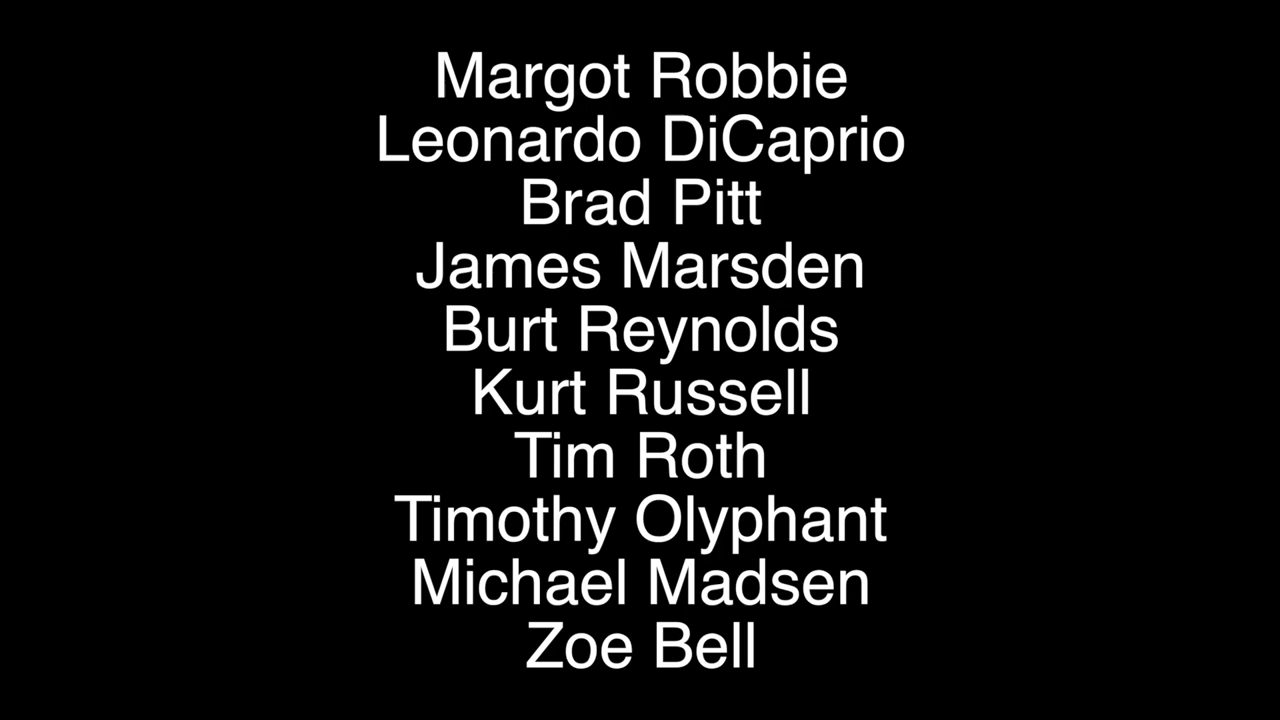 Margot Robbie
Leonardo DiCaprio
Brad Pitt
James Marsden
Burt Reynolds
Kurt Russell
Tim Roth
Timothy Olyphant
Michael Madsen
Zoe Bell